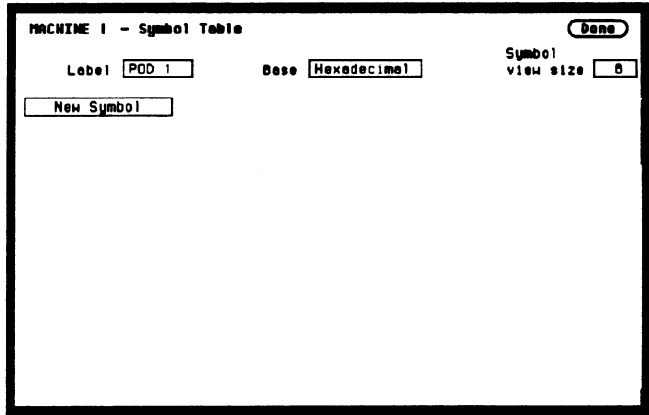 MACHINE 1 - Symbol Table
Done
Label POD 1
Base Hexadecimal
Symbol
view size 8
New Symbol